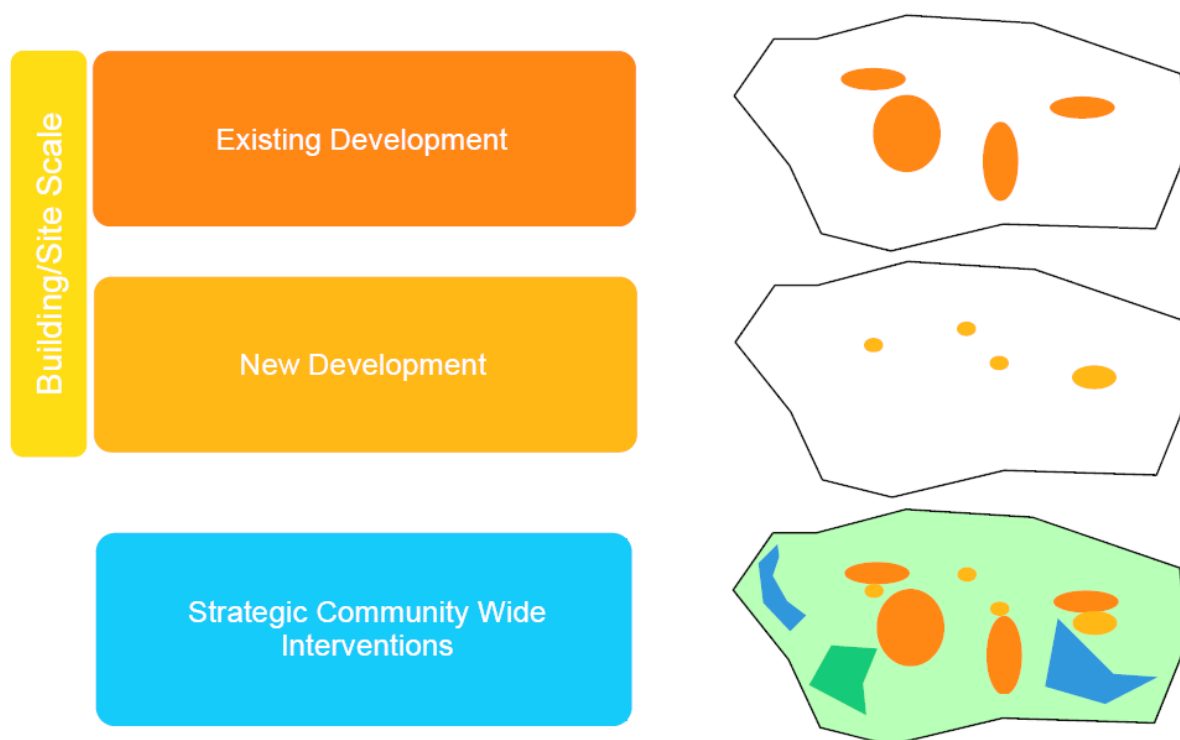 Building/Site Scale
Existing Development
New Development
Strategic Community Wide
Interventions